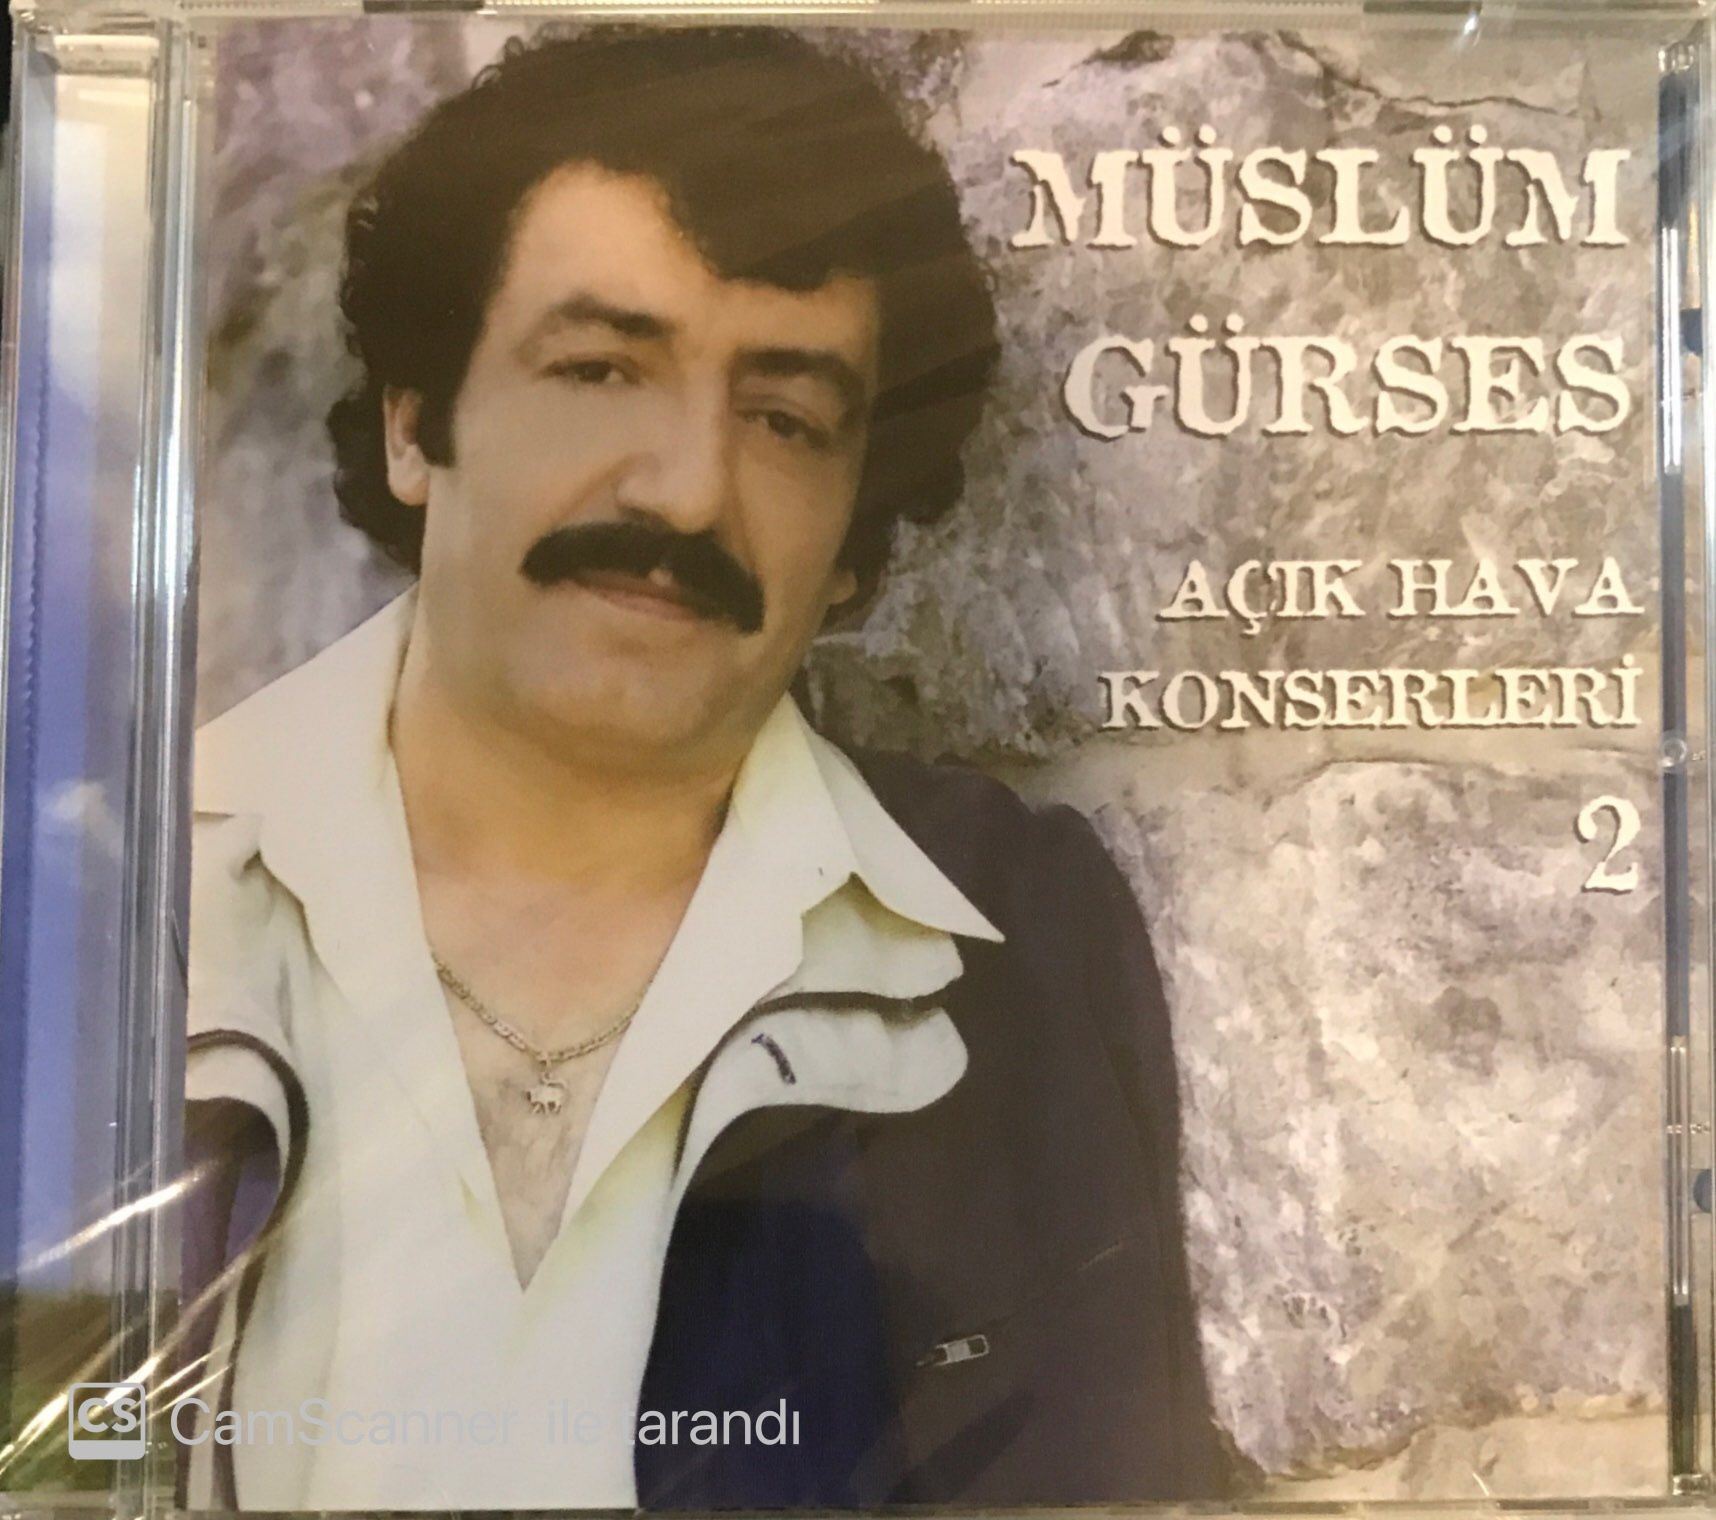 MÜSLÜM
GÜRSES
AÇIK HAVA
KONSERLERİ
2
CS CamScanner ile tarandı